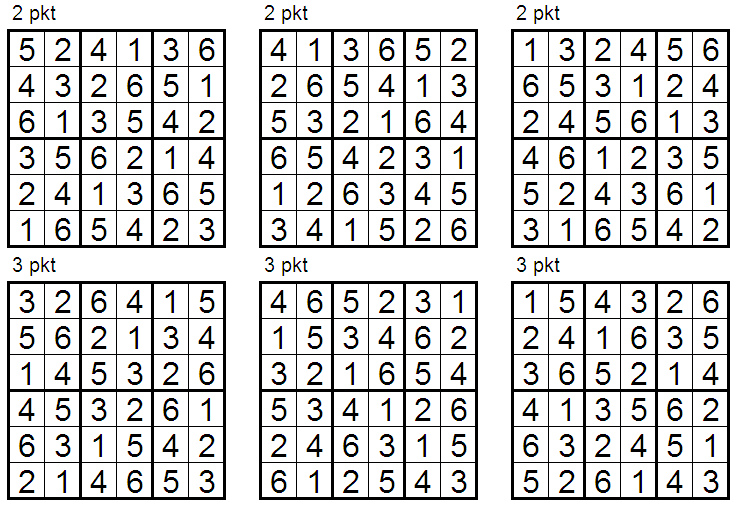 2 pkt 2 pkt 2 pkt
5 2 4 1 3 6 4 1 3 6 5 2 1 3 2 4 5 6
4 3 2 6 5 1 2 6 5 4 1 3 6 5 3 1 2 4
6 1 3 5 4 2 5 3 2 1 6 4 2 4 5 6 1 3
3 5 6 2 1 4 6 5 4 2 3 1 4 6 1 2 3 5
2 4 1 3 6 5 1 2 6 3 4 5 5 2 4 3 6 1
1 6 5 4 2 3 3 4 1 5 2 6 3 1 6 5 4 2
3 pkt 3 pkt 3 pkt
3 2 6 4 1 5 4 6 5 2 3 1 1 5 4 3 2 6
5 6 2 1 3 4 1 5 3 4 6 2 2 4 1 6 3 5
1 4 5 3 2 6 3 2 1 6 5 4 3 6 5 2 1 4
4 5 3 2 6 1 5 3 4 1 2 6 4 1 3 5 6 2
6 3 1 5 4 2 2 4 6 3 1 5 6 3 2 4 5 1
2 1 4 6 5 3 6 1 2 5 4 3 5 2 6 1 4 3